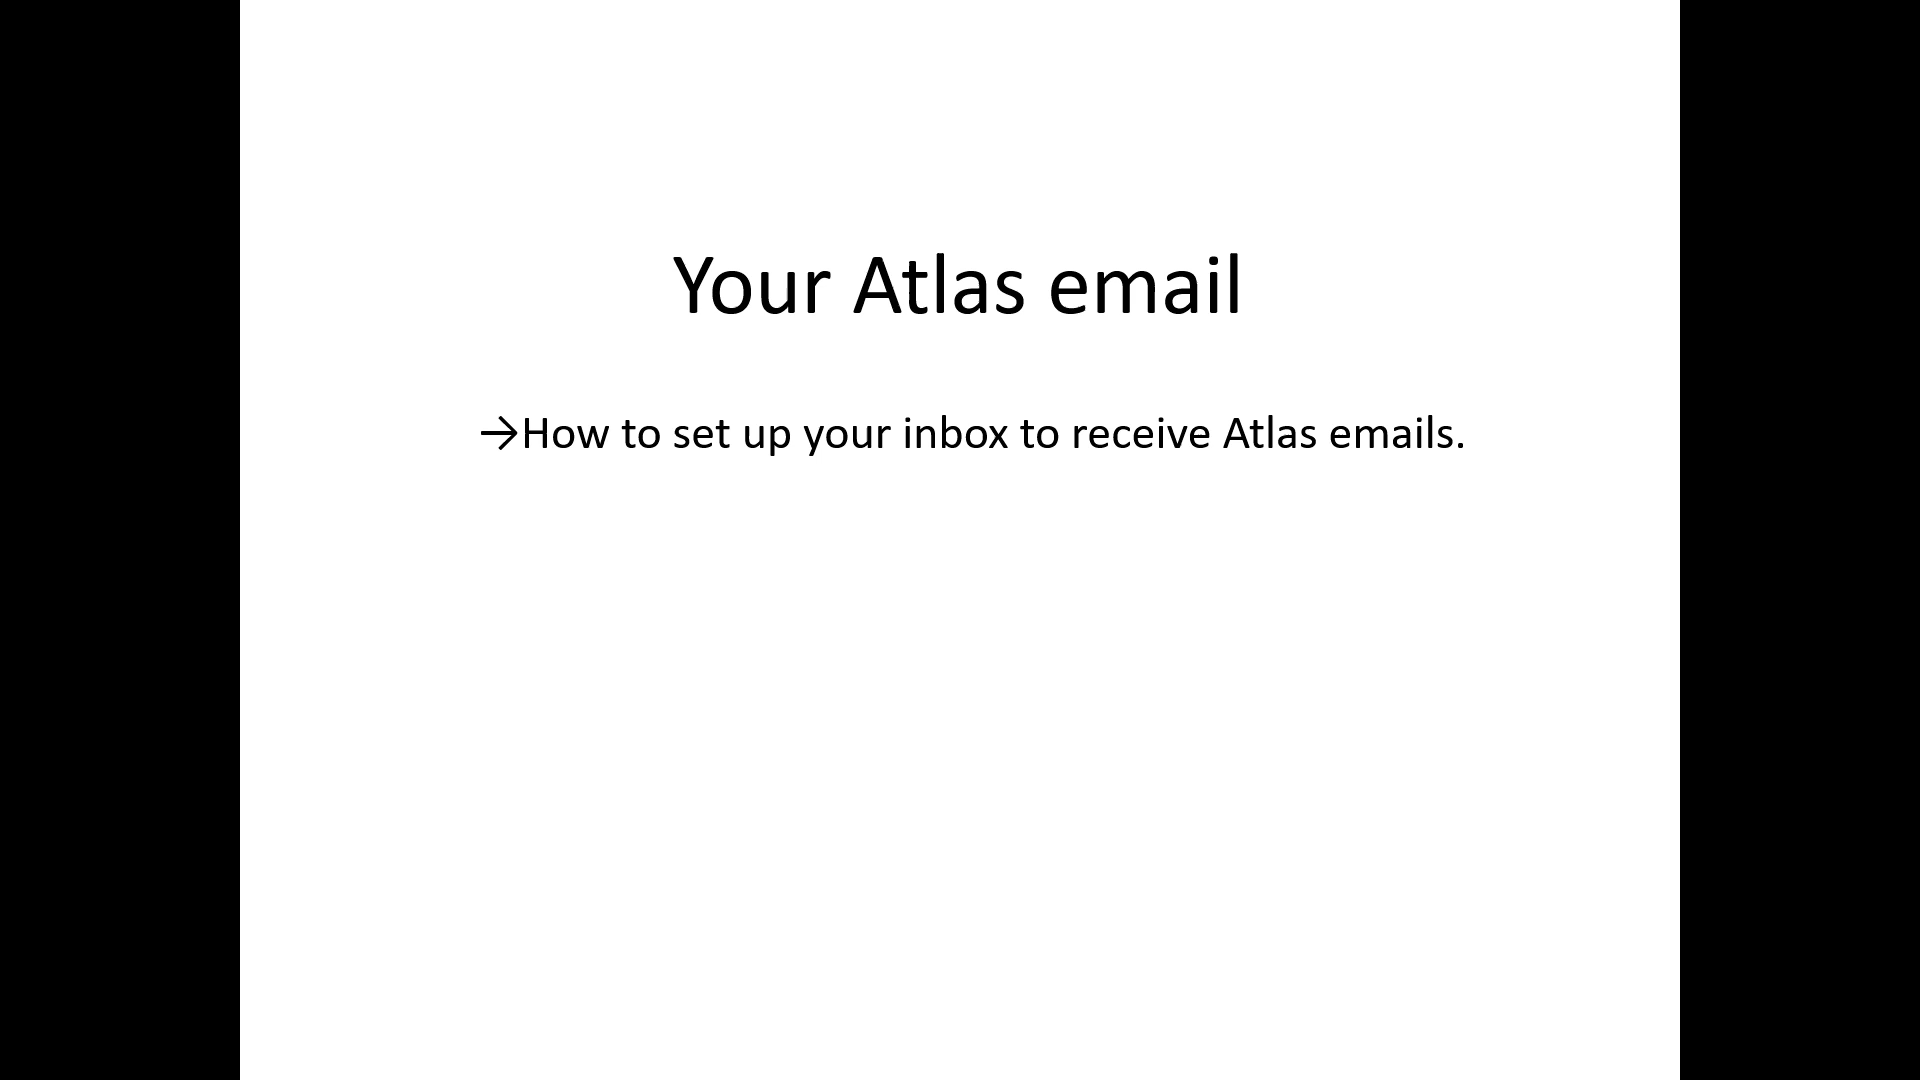 Your Atlas email
→How to set up your inbox to receive Atlas emails.